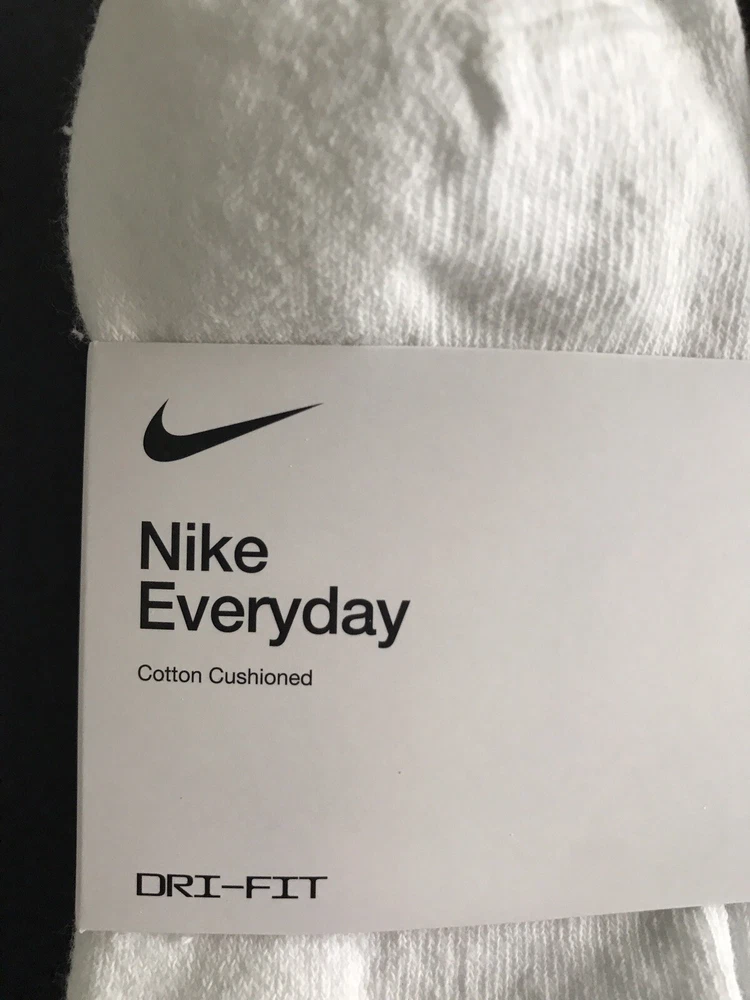 Nike
Everyday
Cotton Cushioned
DRI-FIT